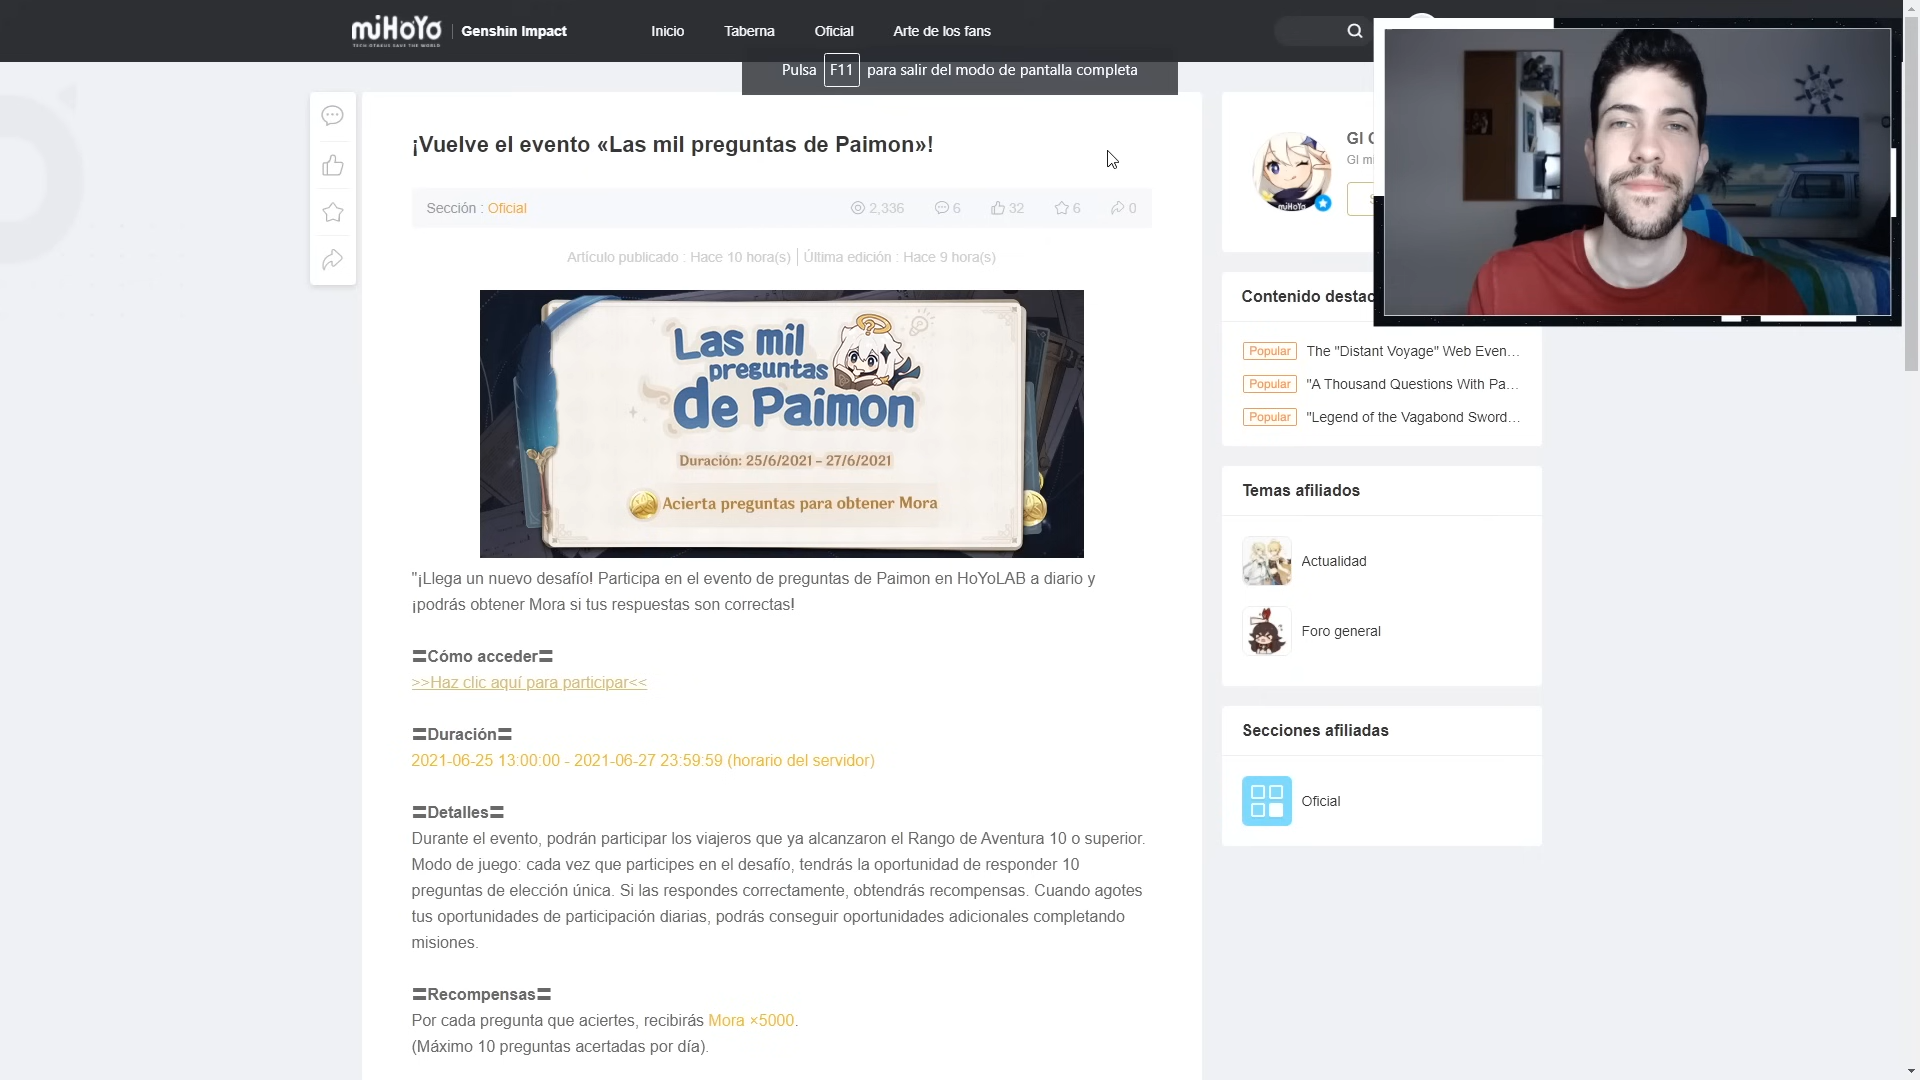 miHoYo
TECH OTAKUS SAVE THE WORLD
Genshin Impact
Inicio
Taberna
Oficial
Arte de los fans
Pulsa F11 para salir del modo de pantalla completa
¡Vuelve el evento «Las mil preguntas de Paimon»!
Sección : Oficial
2,336
6
32
6
0
Artículo publicado : Hace 10 hora(s) | Última edición : Hace 9 hora(s)
Las mil
preguntas
de Paimon
Duración: 25/6/2021 – 27/6/2021
Acierta preguntas para obtener Mora
"¡Llega un nuevo desafío! Participa en el evento de preguntas de Paimon en HoYoLAB a diario y
¡podrás obtener Mora si tus respuestas son correctas!
〓Cómo acceder〓
>>Haz clic aquí para participar<<
〓Duración〓
2021-06-25 13:00:00 - 2021-06-27 23:59:59 (horario del servidor)
〓Detalles〓
Durante el evento, podrán participar los viajeros que ya alcanzaron el Rango de Aventura 10 o superior.
Modo de juego: cada vez que participes en el desafío, tendrás la oportunidad de responder 10
preguntas de elección única. Si las respondes correctamente, obtendrás recompensas. Cuando agotes
tus oportunidades de participación diarias, podrás conseguir oportunidades adicionales completando
misiones.
〓Recompensas〓
Por cada pregunta que aciertes, recibirás Mora ×5000.
(Máximo 10 preguntas acertadas por día).
miHoYo
GI
GI mi
Contenido destac
Popular The "Distant Voyage" Web Even…
Popular "A Thousand Questions With Pa…
Popular "Legend of the Vagabond Sword…
Temas afiliados
Actualidad
Foro general
Secciones afiliadas
Oficial